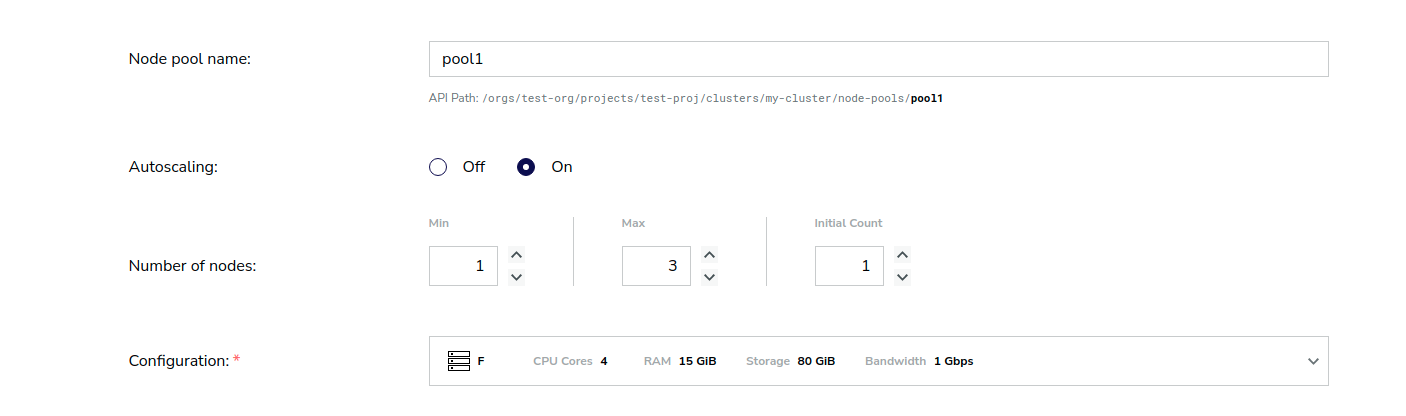 Node pool name:
pool1
API Path: /orgs/test-org/projects/test-proj/clusters/my-cluster/node-pools/pool1
Autoscaling:
Off On
Min Max Initial Count
Number of nodes:
1 3 1
Configuration: *
F CPU Cores 4 RAM 15 GiB Storage 80 GiB Bandwidth 1 Gbps